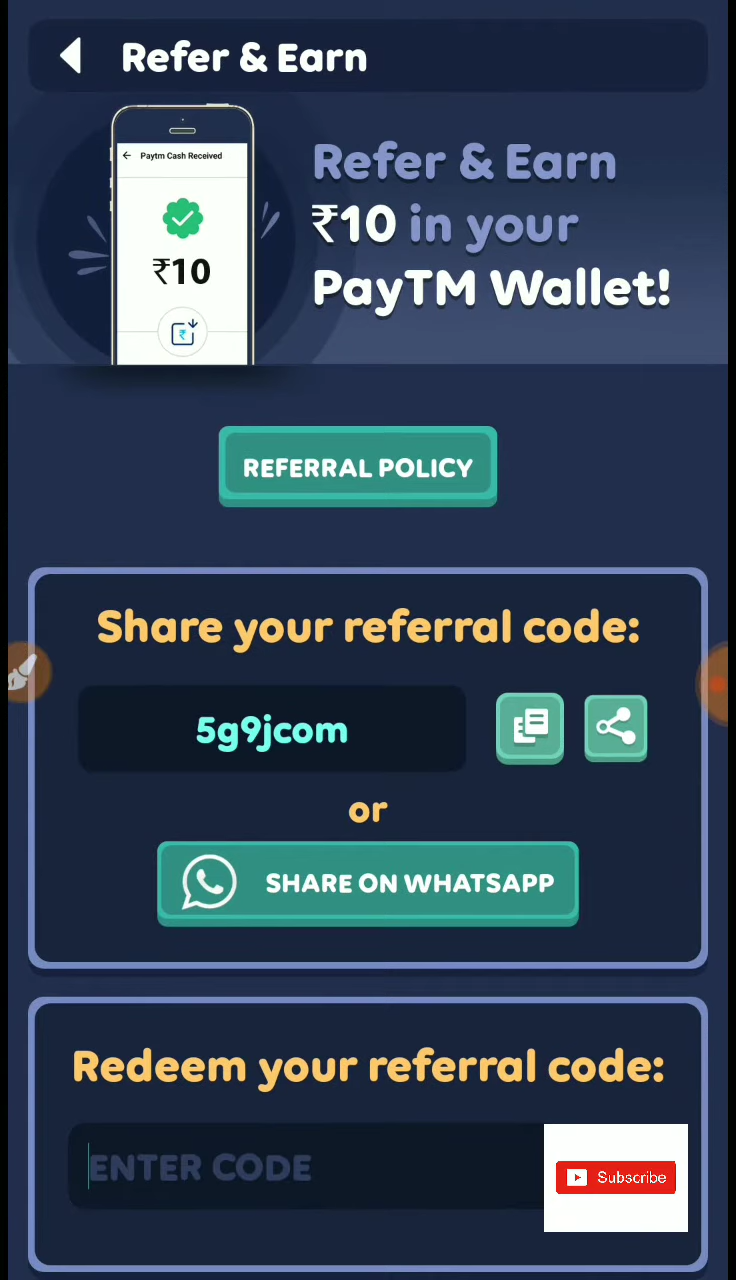 Refer & Earn
Paytm Cash Received
₹10
₹
Refer & Earn
₹10 in your
PayTM Wallet!
REFERRAL POLICY
Share your referral code:
5g9jcom
or
SHARE ON WHATSAPP
Redeem your referral code:
ENTER CODE
Subscribe